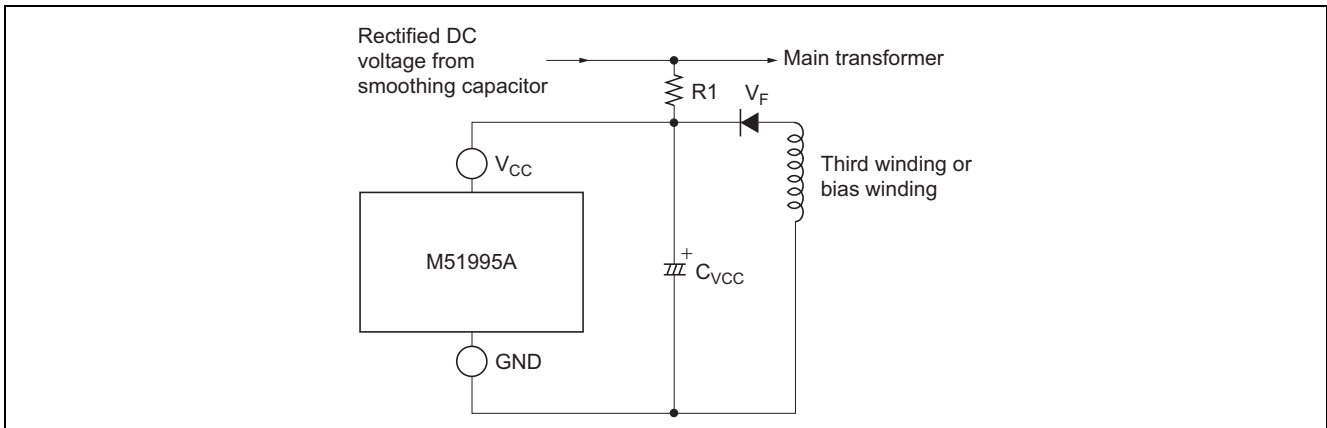 Rectified DC
voltage from
smoothing capacitor
Main transformer
R1
VF
VCC
Third winding or
bias winding
M51995A
+
CVCC
GND